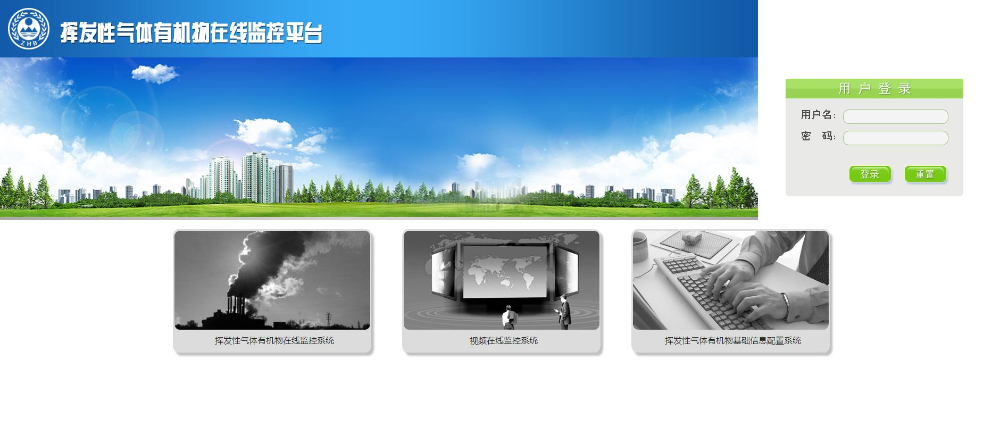 ZHB
挥发性气体有机物在线监控平台
用户登录
用户名：
密 码：
登录 重置
挥发性气体有机物在线监控系统
视频在线监控系统
挥发性气体有机物基础信息配置系统